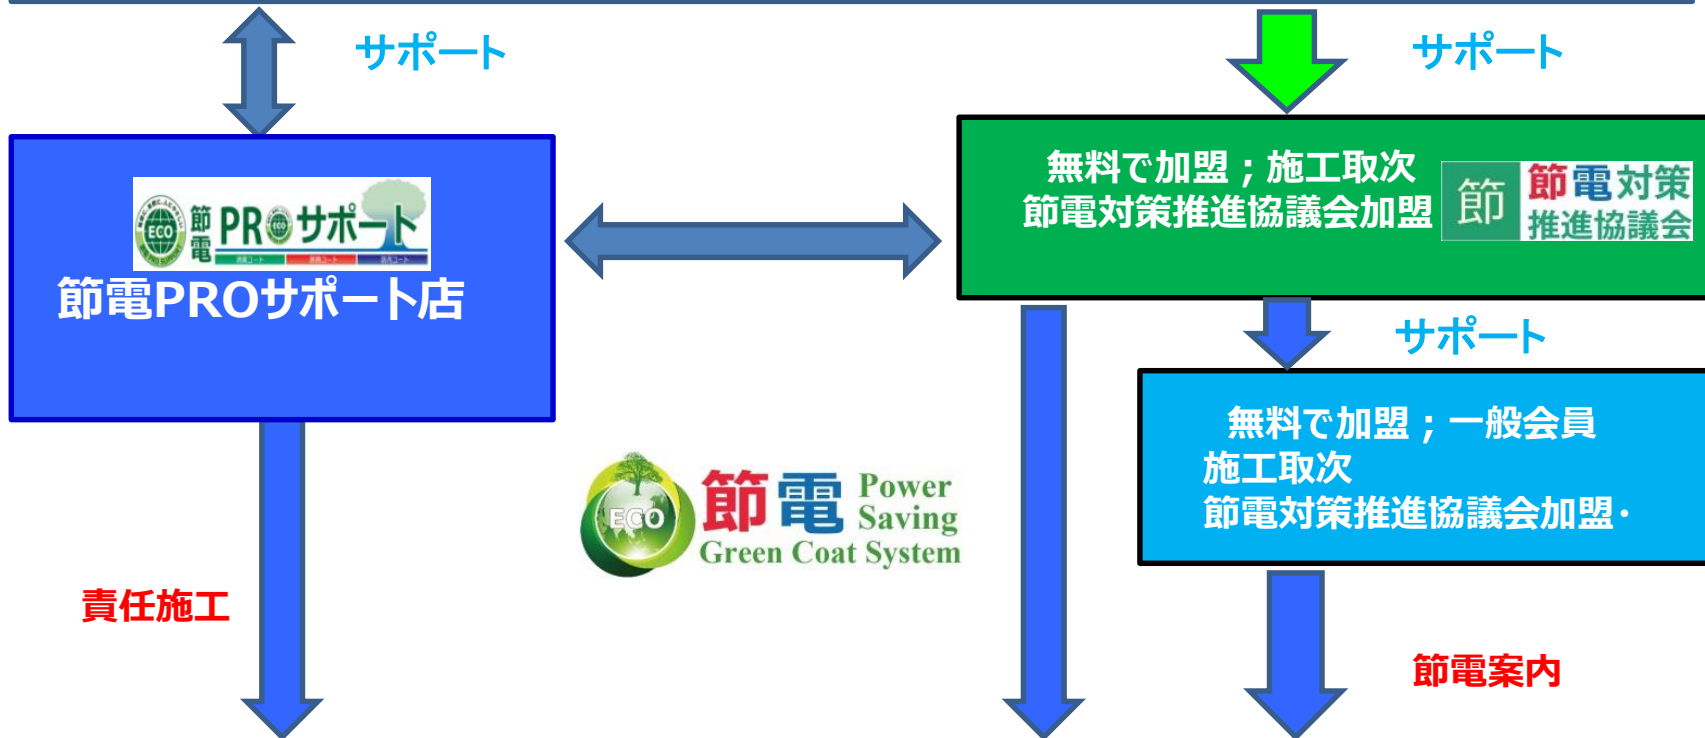 サポート
サポート
節電
PRO サポート
ECO
節電PROサポート店
無料で加盟；施工取次
節電対策推進協議会加盟
節
節電対策
推進協議会
サポート
無料で加盟；一般会員
施工取次
節電対策推進協議会加盟・
ECO
節電 Power
Saving
Green Coat System
責任施工
節電案内